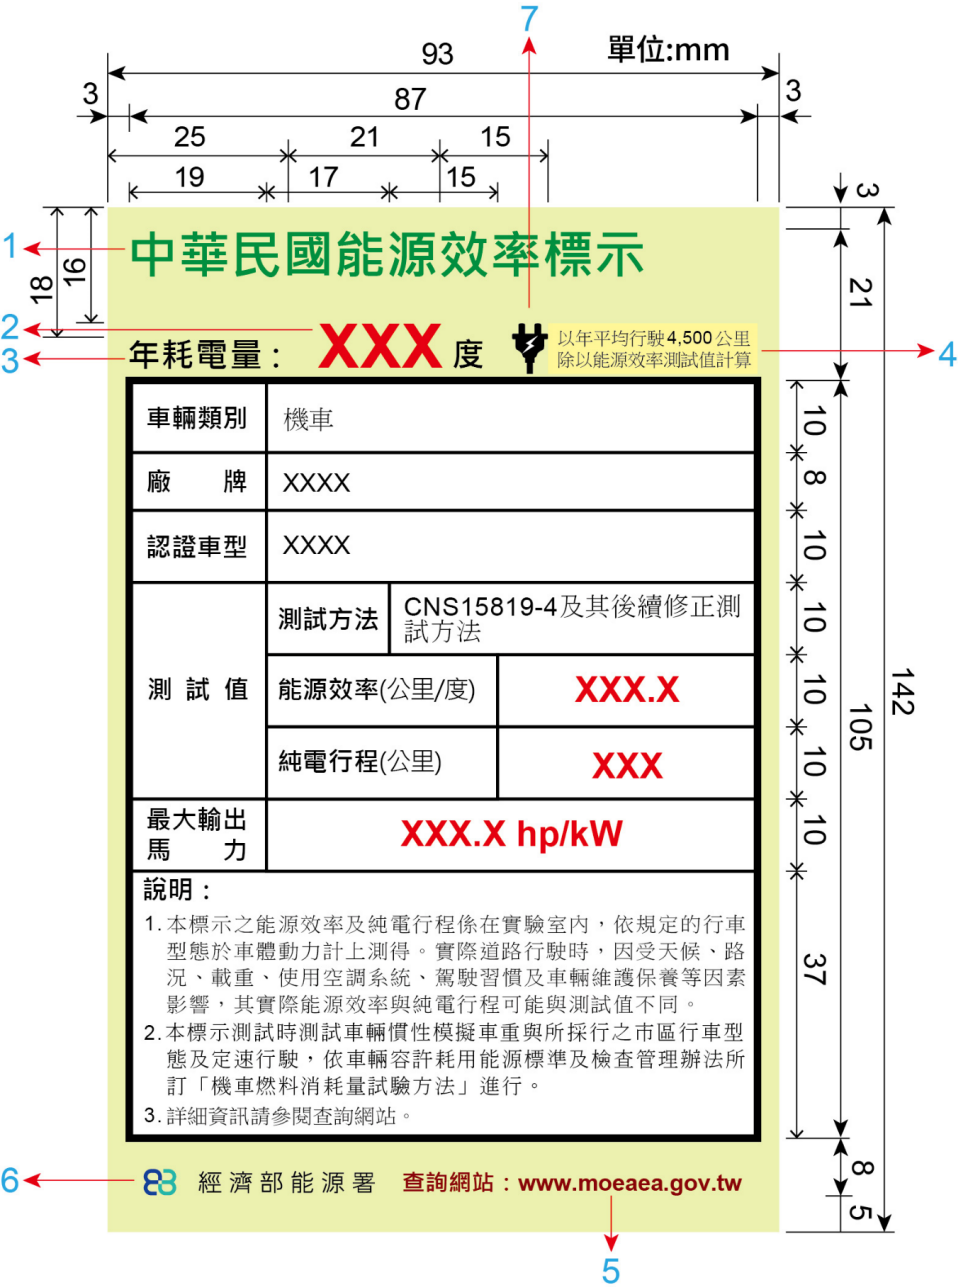 7
單位:mm
93
3 87 3
25 21 15
19 17 15
3
1 中華民國能源效率標示
18 16 21
2
3 年耗電量： XXX 度
以年平均行駛4,500公里
除以能源效率測試值計算
4
車輛類別 機車 10
廠 牌 XXXX 8
認證車型 XXXX 10
測試值
測試方法 CNS15819-4及其後續修正測
試方法
10
能源效率(公里/度) XXX.X 10
純電行程(公里) XXX 10
142
105
最大輸出
馬 力
XXX.X hp/kW 10
說明：
1.本標示之能源效率及純電行程係在實驗室內，依規定的行車
型態於車體動力計上測得。實際道路行駛時，因受天候、路
況、載重、使用空調系統、駕駛習慣及車輛維護保養等因素
影響，其實際能源效率與純電行程可能與測試值不同。
37
2.本標示測試時測試車輛慣性模擬車重與所採行之市區行車型
態及定速行駛，依車輛容許耗用能源標準及檢查管理辦法所
訂「機車燃料消耗量試驗方法」進行。
3.詳細資訊請參閱查詢網站。
6 經濟部能源署 查詢網站：www.moeaea.gov.tw 8
5
5